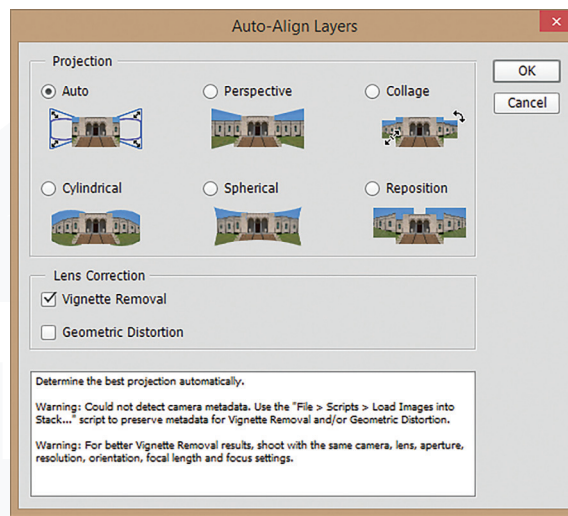 Auto-Align Layers
Projection
Auto
Perspective
Collage
Cylindrical
Spherical
Reposition
OK
Cancel
Lens Correction
Vignette Removal
Geometric Distortion
Determine the best projection automatically.
Warning: Could not detect camera metadata. Use the "File > Scripts > Load Images into
Stack..." script to preserve metadata for Vignette Removal and/or Geometric Distortion.
Warning: For better Vignette Removal results, shoot with the same camera, lens, aperture,
resolution, orientation, focal length and focus settings.